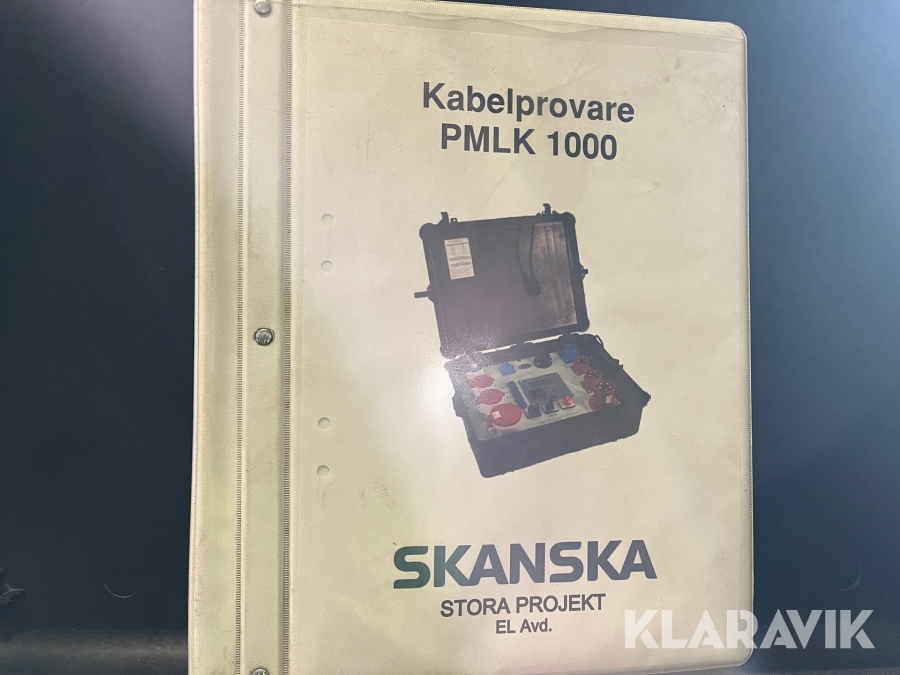 Kabelprovare
PMLK 1000
SKANSKA
STORA PROJEKT
EL Avd.
KLARAVIK